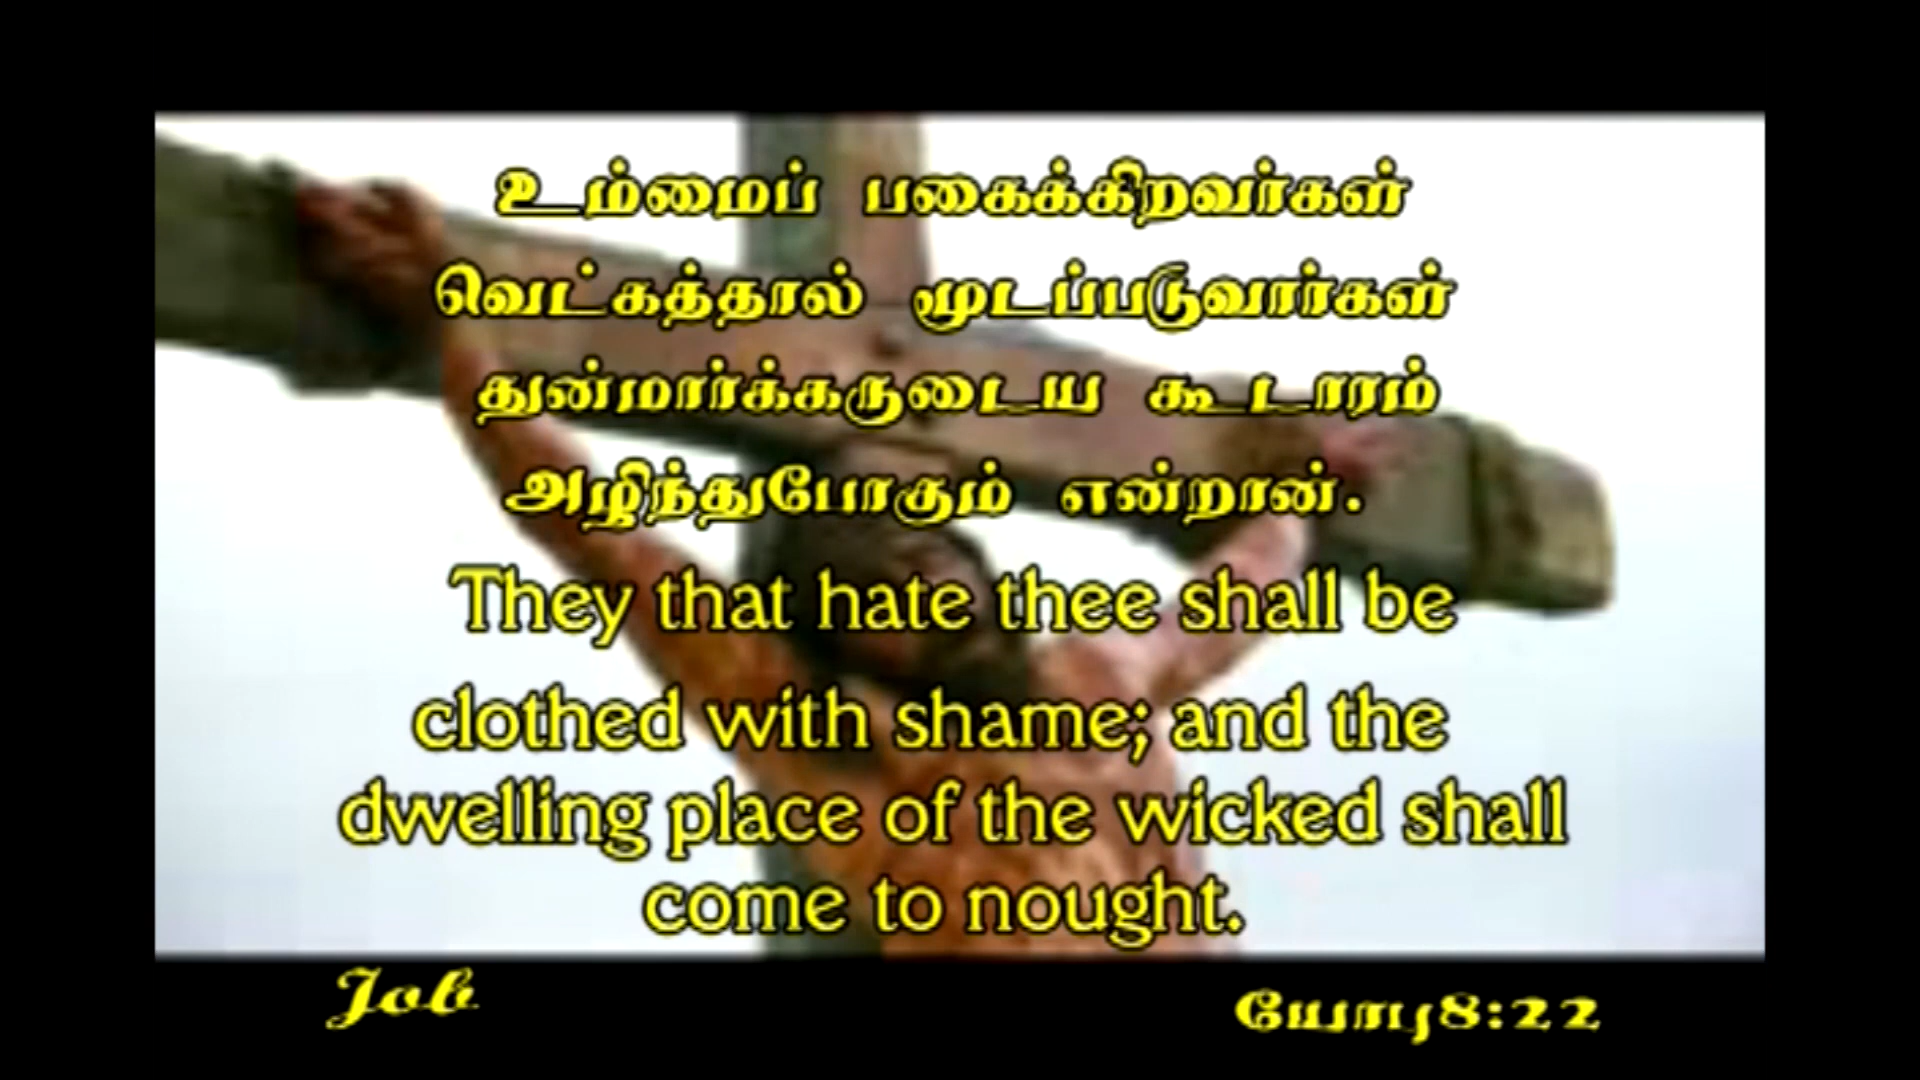 உம்மைப் பகைக்கிறவர்கள்
வெட்கத்தால் மூடப்படுவார்கள்
துன்மார்க்கருடைய கூடாரம்
அழிந்துபோகும் என்றான்.
They that hate thee shall be
clothed with shame; and the
dwelling place of the wicked shall
come to nought.
Job யோபு8:22